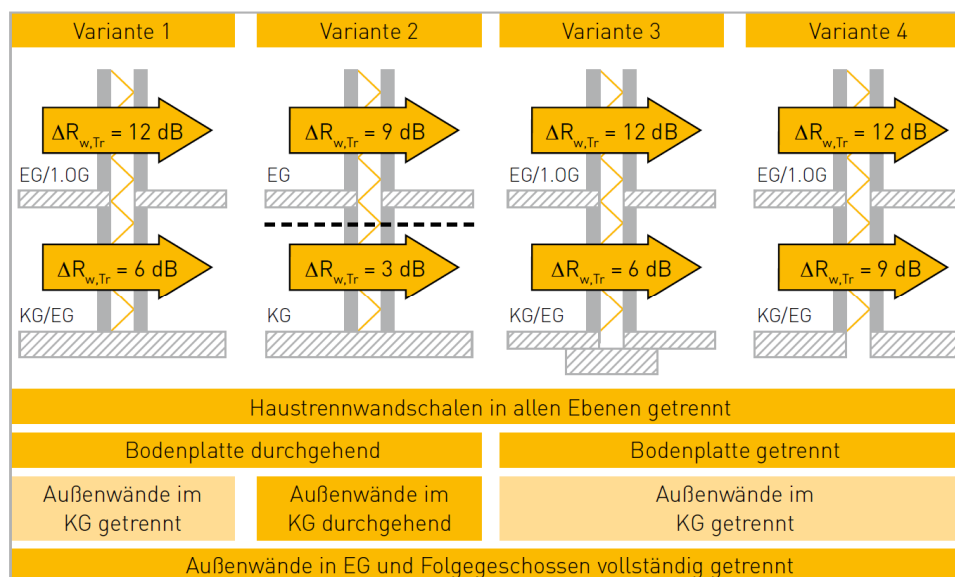 Variante 1
Variante 2
Variante 3
Variante 4
ΔRw,Tr = 12 dB
ΔRw,Tr = 9 dB
ΔRw,Tr = 12 dB
ΔRw,Tr = 12 dB
EG/1.OG
EG
EG/1.OG
EG/1.OG
ΔRw,Tr = 6 dB
ΔRw,Tr = 3 dB
ΔRw,Tr = 6 dB
ΔRw,Tr = 9 dB
KG/EG
KG
KG/EG
KG/EG
Haustrennwandschalen in allen Ebenen getrennt
Bodenplatte durchgehend
Bodenplatte getrennt
Außenwände im
KG getrennt
Außenwände im
KG durchgehend
Außenwände im
KG getrennt
Außenwände in EG und Folgegeschossen vollständig getrennt